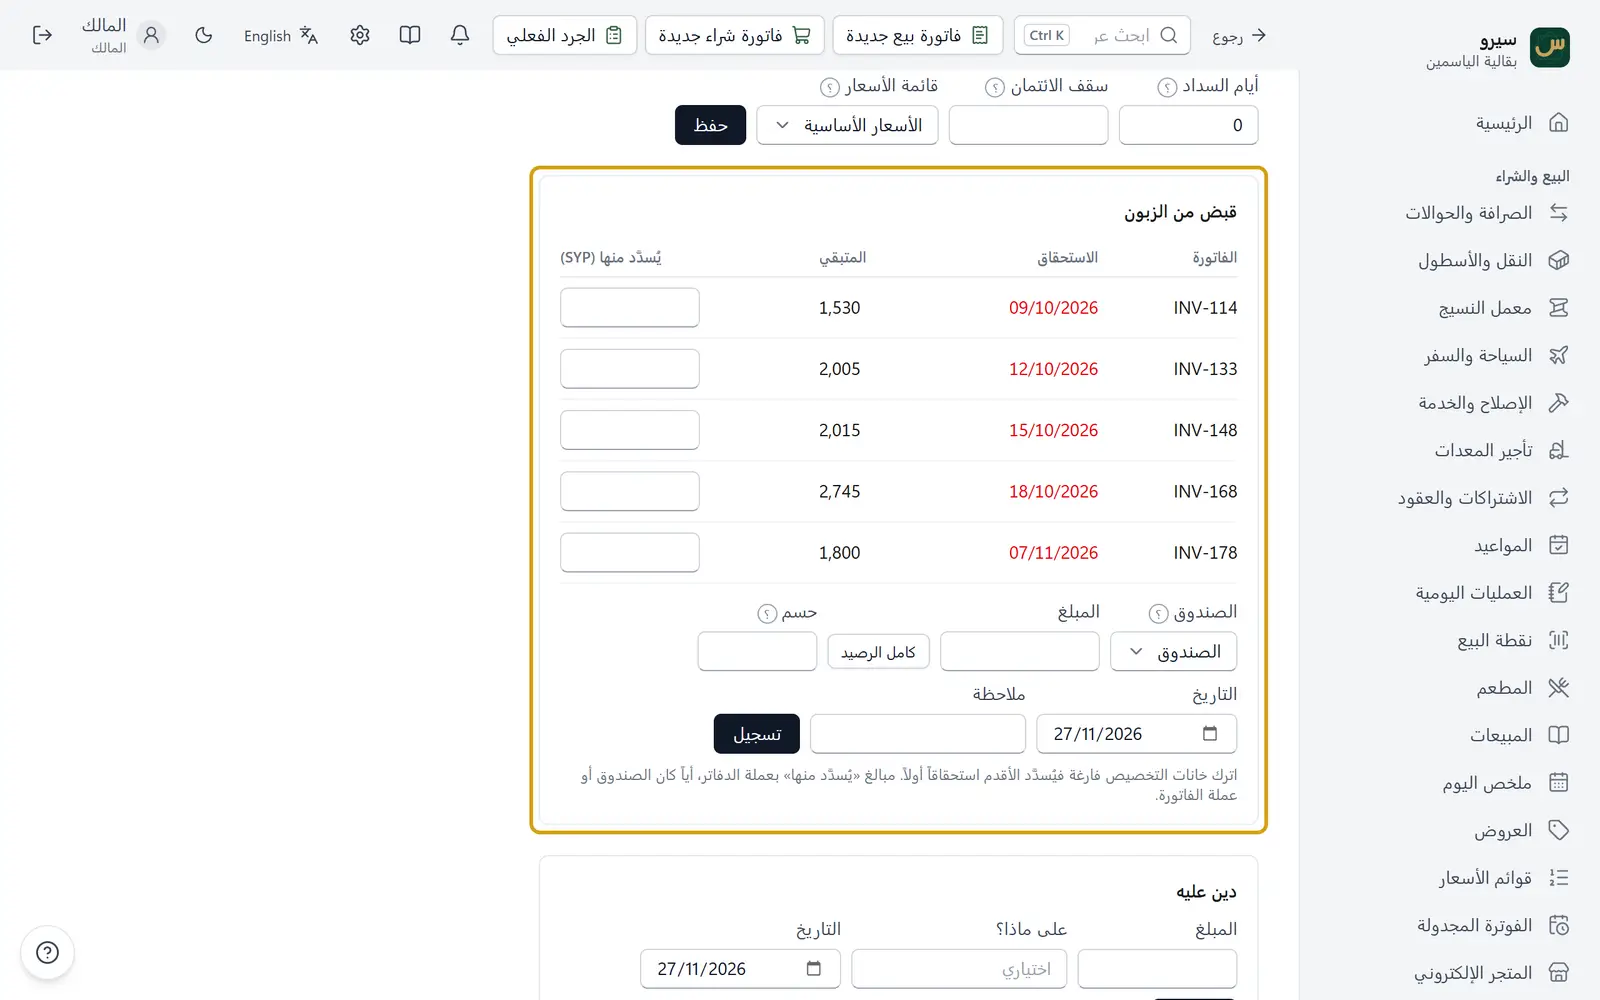 سيرو
بقالية الياسمين
رجوع
ابحث عر
Ctrl K
فاتورة بيع جديدة
فاتورة شراء جديدة
الجرد الفعلي
English
المالك
المالك
الرئيسية
البيع والشراء
الصرافة والحوالات
النقل والأسطول
معمل النسيج
السياحة والسفر
الإصلاح والخدمة
تأجير المعدات
الاشتراكات والعقود
المواعيد
العمليات اليومية
نقطة البيع
المطعم
المبيعات
ملخص اليوم
العروض
قوائم الأسعار
الفوترة المجدولة
المتجر الإلكتروني
أيام السداد ؟ سقف الائتمان ؟ قائمة الأسعار ؟
0 الأسعار الأساسية حفظ
قبض من الزبون
الفاتورة الاستحقاق المتبقي يُسدَّد منها (SYP)
INV-114 09/10/2026 1,530
INV-133 12/10/2026 2,005
INV-148 15/10/2026 2,015
INV-168 18/10/2026 2,745
INV-178 07/11/2026 1,800
الصندوق ؟ المبلغ حسم ؟
الصندوق كامل الرصيد
التاريخ ملاحظة
27/11/2026 تسجيل
اترك خانات التخصيص فارغة فيُسدَّد الأقدم استحقاقاً أولاً. مبالغ «يُسدَّد منها» بعملة الدفاتر، أياً كان الصندوق أو
عملة الفاتورة.
دين عليه
المبلغ على ماذا؟ التاريخ
اختياري 27/11/2026